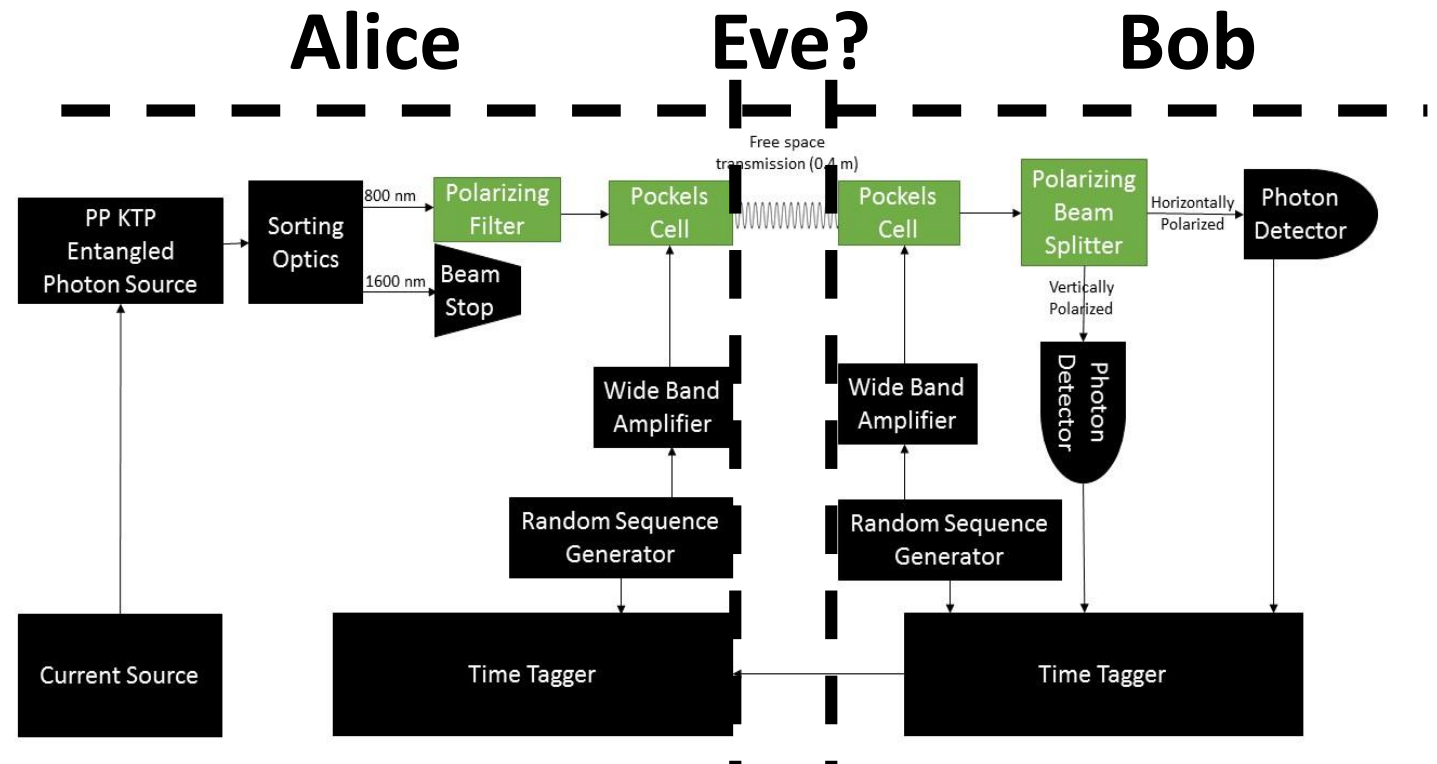 Alice
Eve?
Bob
Free space
transmission (0.4 m)
PP KTP
Entangled
Photon Source
Sorting
Optics
800 nm
1600 nm
Polarizing
Filter
Beam
Stop
Pockels
Cell
Pockels
Cell
Polarizing
Beam
Splitter
Horizontally
Polarized
Photon
Detector
Vertically
Polarized
Photon
Detector
Wide Band
Amplifier
Wide Band
Amplifier
Random Sequence
Generator
Random Sequence
Generator
Current Source
Time Tagger
Time Tagger